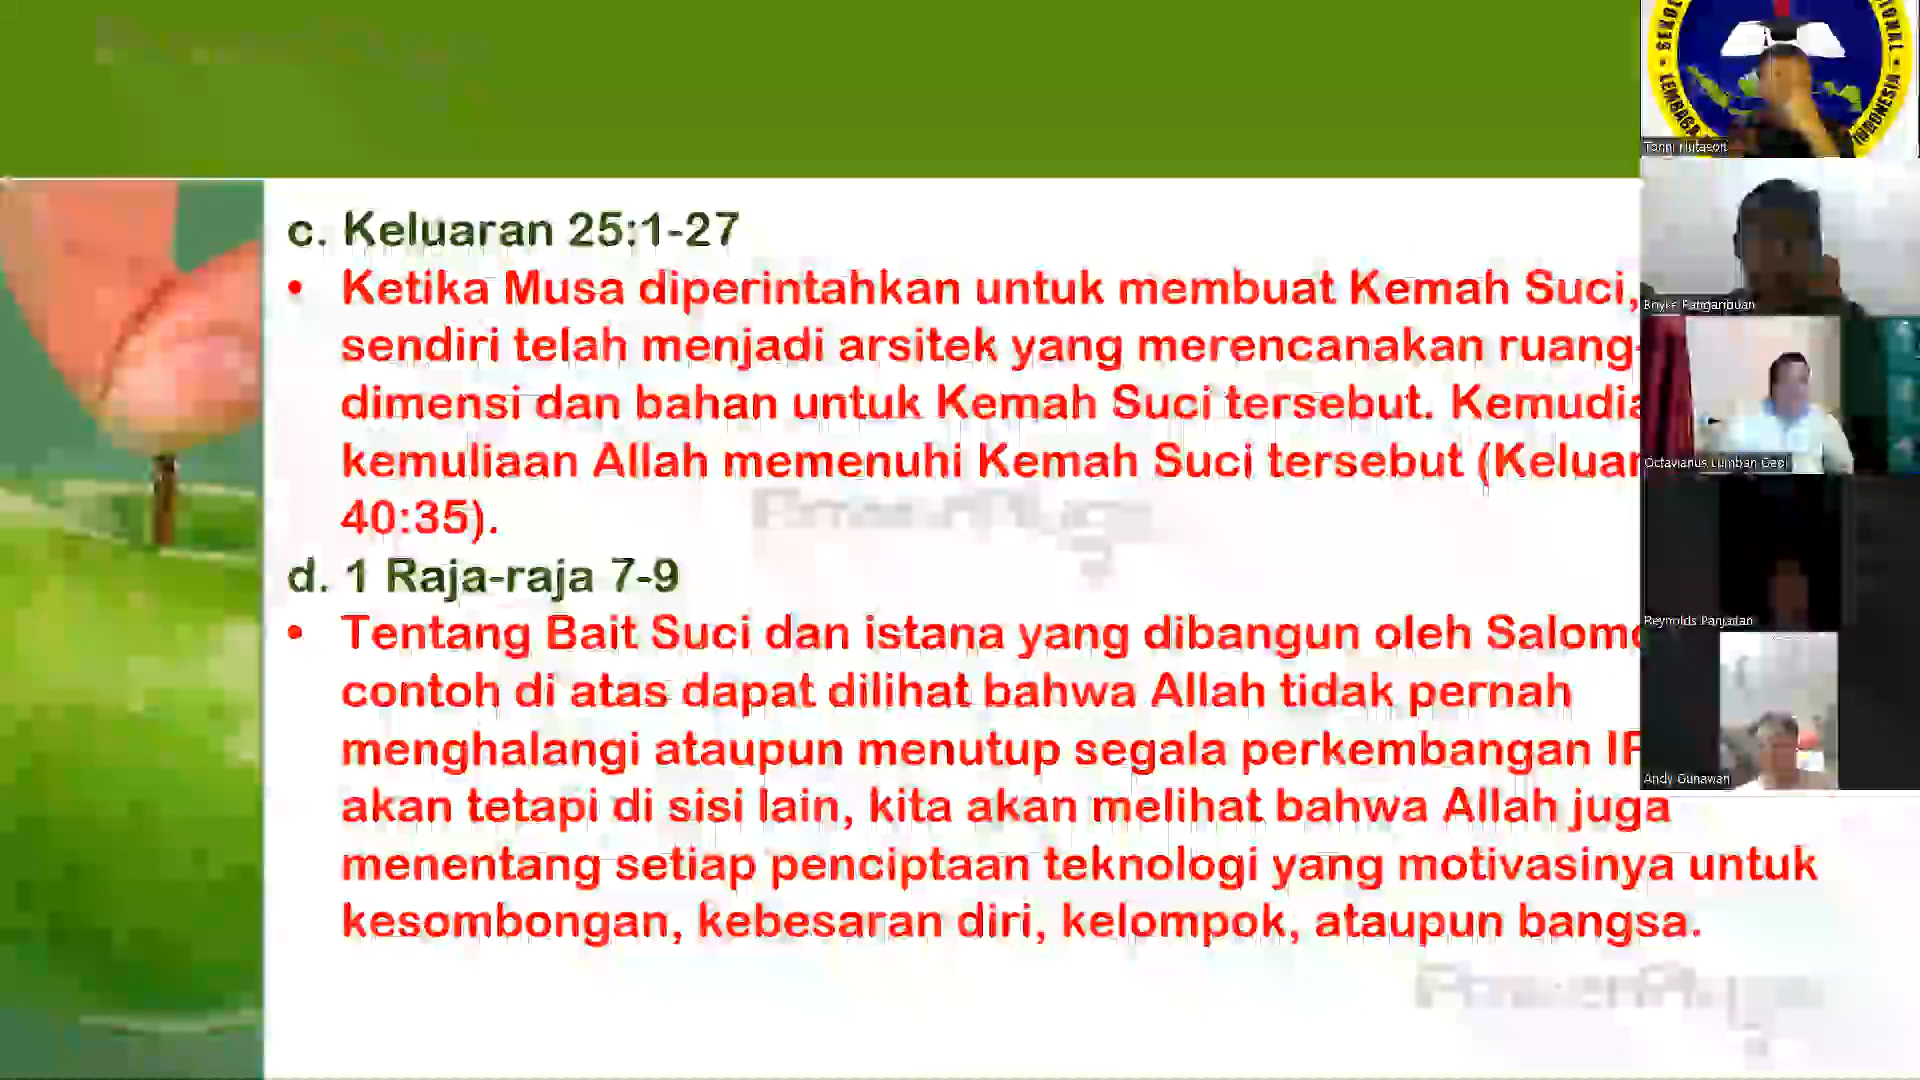 c. Keluaran 25:1-27
• Ketika Musa diperintahkan untuk membuat Kemah Suci,
sendiri telah menjadi arsitek yang merencanakan ruang-
dimensi dan bahan untuk Kemah Suci tersebut. Kemudia
kemuliaan Allah memenuhi Kemah Suci tersebut (Keluar
40:35).
d. 1 Raja-raja 7-9
• Tentang Bait Suci dan istana yang dibangun oleh Salomo
contoh di atas dapat dilihat bahwa Allah tidak pernah
menghalangi ataupun menutup segala perkembangan IP
akan tetapi di sisi lain, kita akan melihat bahwa Allah juga
menentang setiap penciptaan teknologi yang motivasinya untuk
kesombongan, kebesaran diri, kelompok, ataupun bangsa.
LEMBAGA
INDONESIA
Boyke Pangaribuan
Octavianus Lumban Gaol
Reynolds Panjaitan
Andy Gunawan